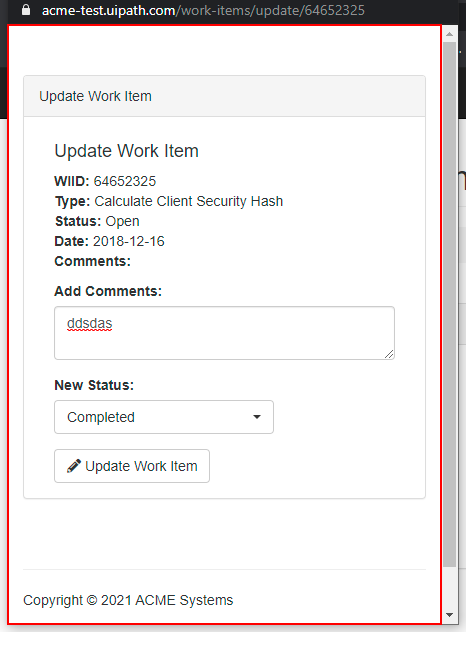 acme-test.uipath.com/work-items/update/64652325
Update Work Item
Update Work Item
WIID: 64652325
Type: Calculate Client Security Hash
Status: Open
Date: 2018-12-16
Comments:
Add Comments:
ddsdas
New Status:
Completed
Update Work Item
Copyright © 2021 ACME Systems